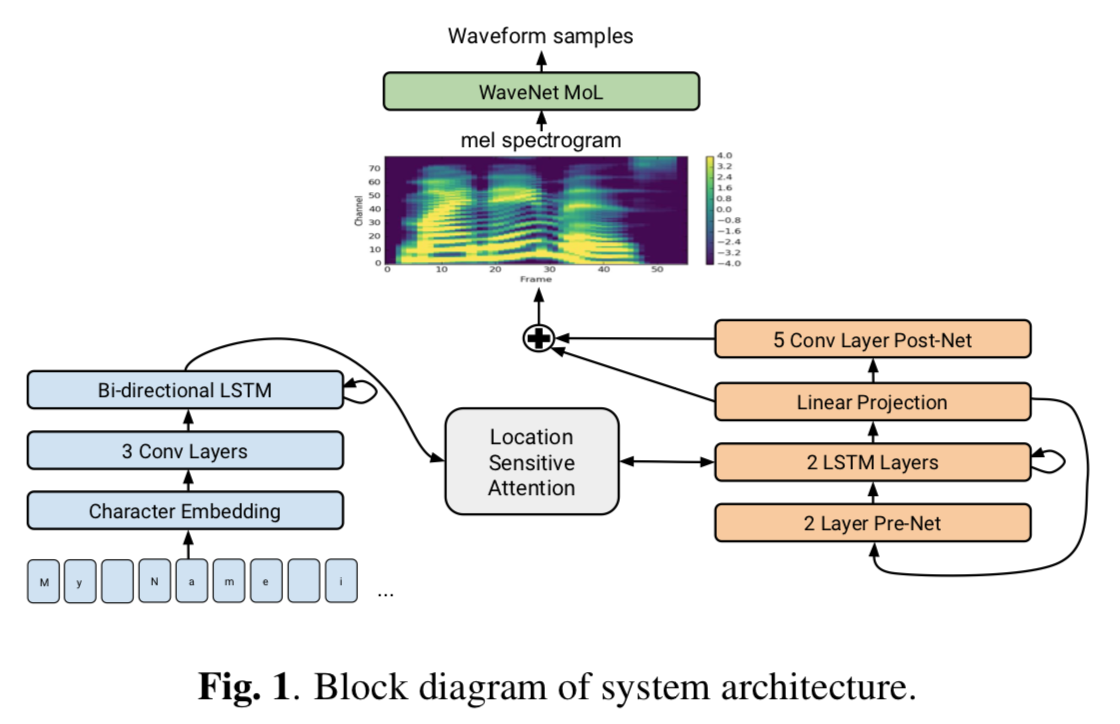 Waveform samples
WaveNet MoL
mel spectrogram
70
60
50
40
30
20
10
0
Channel
0 10 20 30 40 50
Frame
4.0
3.2
2.4
1.6
0.8
0.0
−0.8
−1.6
−2.4
−3.2
−4.0
5 Conv Layer Post-Net
Linear Projection
2 LSTM Layers
2 Layer Pre-Net
Location
Sensitive
Attention
Bi-directional LSTM
3 Conv Layers
Character Embedding
M y N a m e i ...
Fig. 1. Block diagram of system architecture.